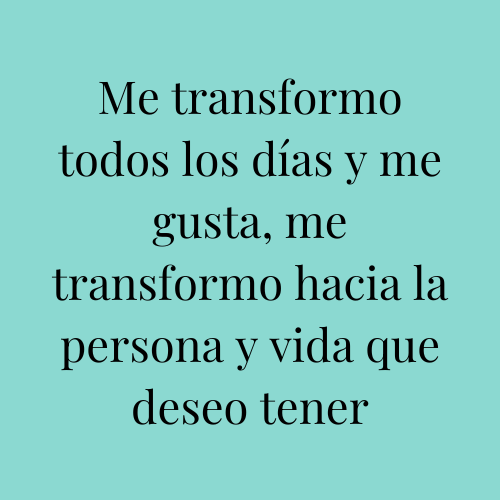 Me transformo
todos los días y me
gusta, me
transformo hacia la
persona y vida que
deseo tener